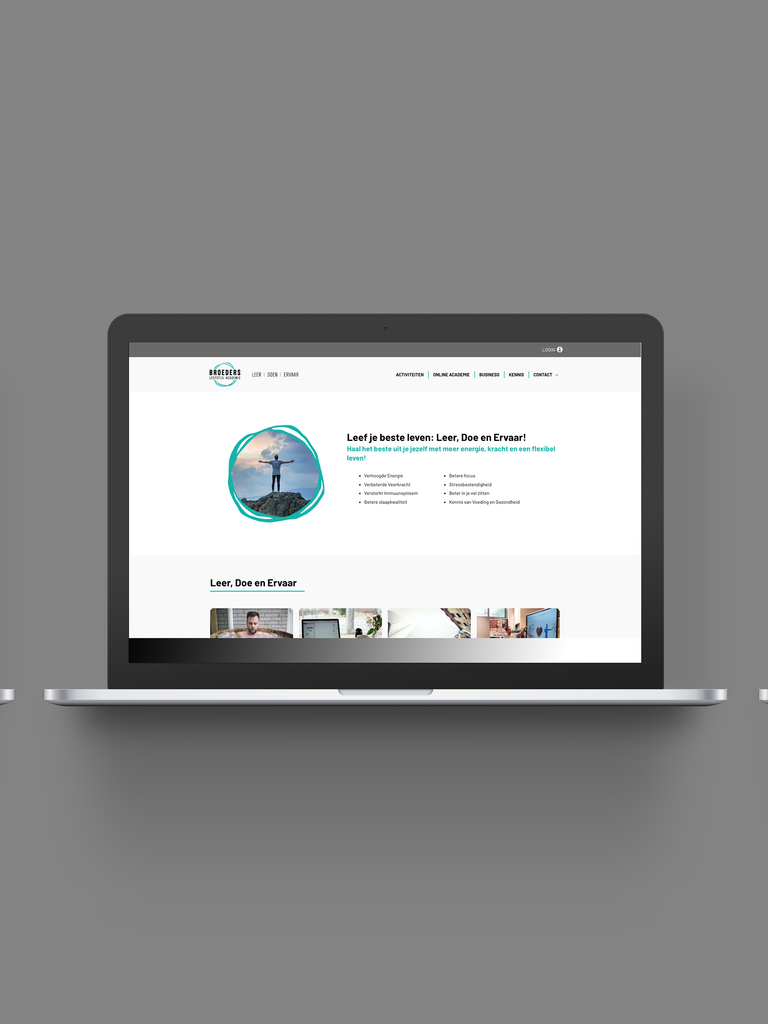 LOGIN
BROEDERS
LEEFSTIJL ACADEMIE
LEER | DOEN | ERVAAR
ACTIVITEITEN
ONLINE ACADEMIE
BUSINESS
KENNIS
CONTACT
Leef je beste leven: Leer, Doe en Ervaar!
Haal het beste uit je jezelf met meer energie, kracht en een flexibel
leven!
• Verhoogde Energie
• Verbeterde Veerkracht
• Versterkt Immuunsysteem
• Betere slaapkwaliteit
• Betere focus
• Stressbestendigheid
• Beter in je vel zitten
• Kennis van Voeding en Gezondheid
Leer, Doe en Ervaar